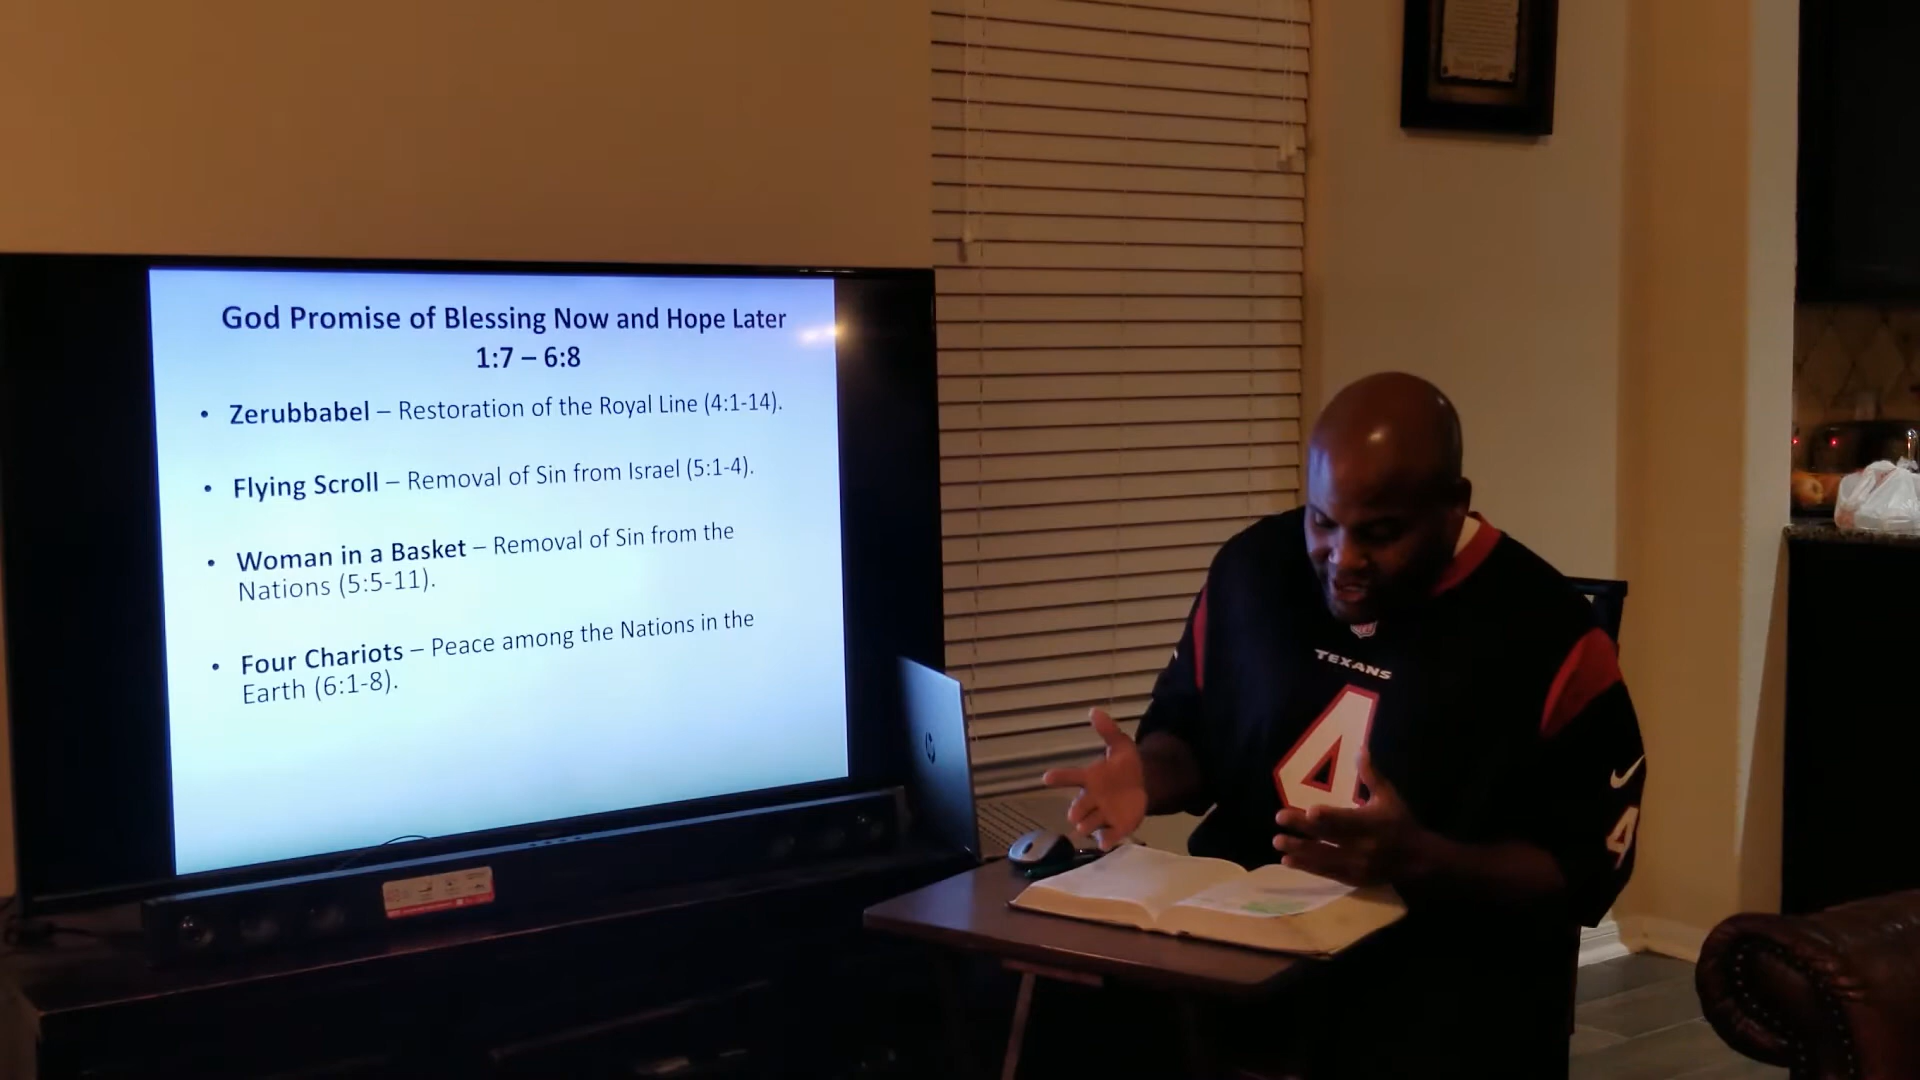 God Promise of Blessing Now and Hope Later
1:7 – 6:8
• Zerubbabel – Restoration of the Royal Line (4:1-14).
• Flying Scroll – Removal of Sin from Israel (5:1-4).
• Woman in a Basket – Removal of Sin from the
Nations (5:5-11).
• Four Chariots – Peace among the Nations in the
Earth (6:1-8).
hp
TEXANS
4
4